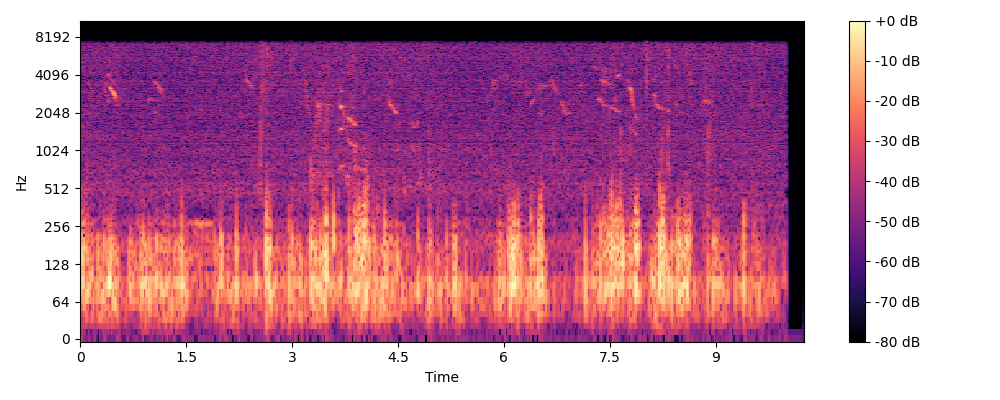 8192
4096
2048
1024
512
256
128
64
0
Hz
0 1.5 3 4.5 6 7.5 9
Time
+0 dB
-10 dB
-20 dB
-30 dB
-40 dB
-50 dB
-60 dB
-70 dB
-80 dB